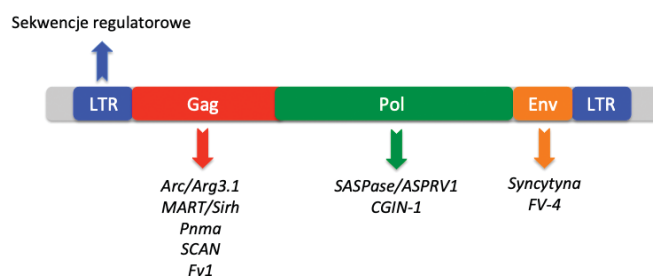 Sekwencje regulatorowe
LTR Gag Pol Env LTR
Arc/Arg3.1
MART/Sirh
Pnma
SCAN
Fv1
SASPase/ASPRV1
CGIN-1
Syncytyna
FV-4